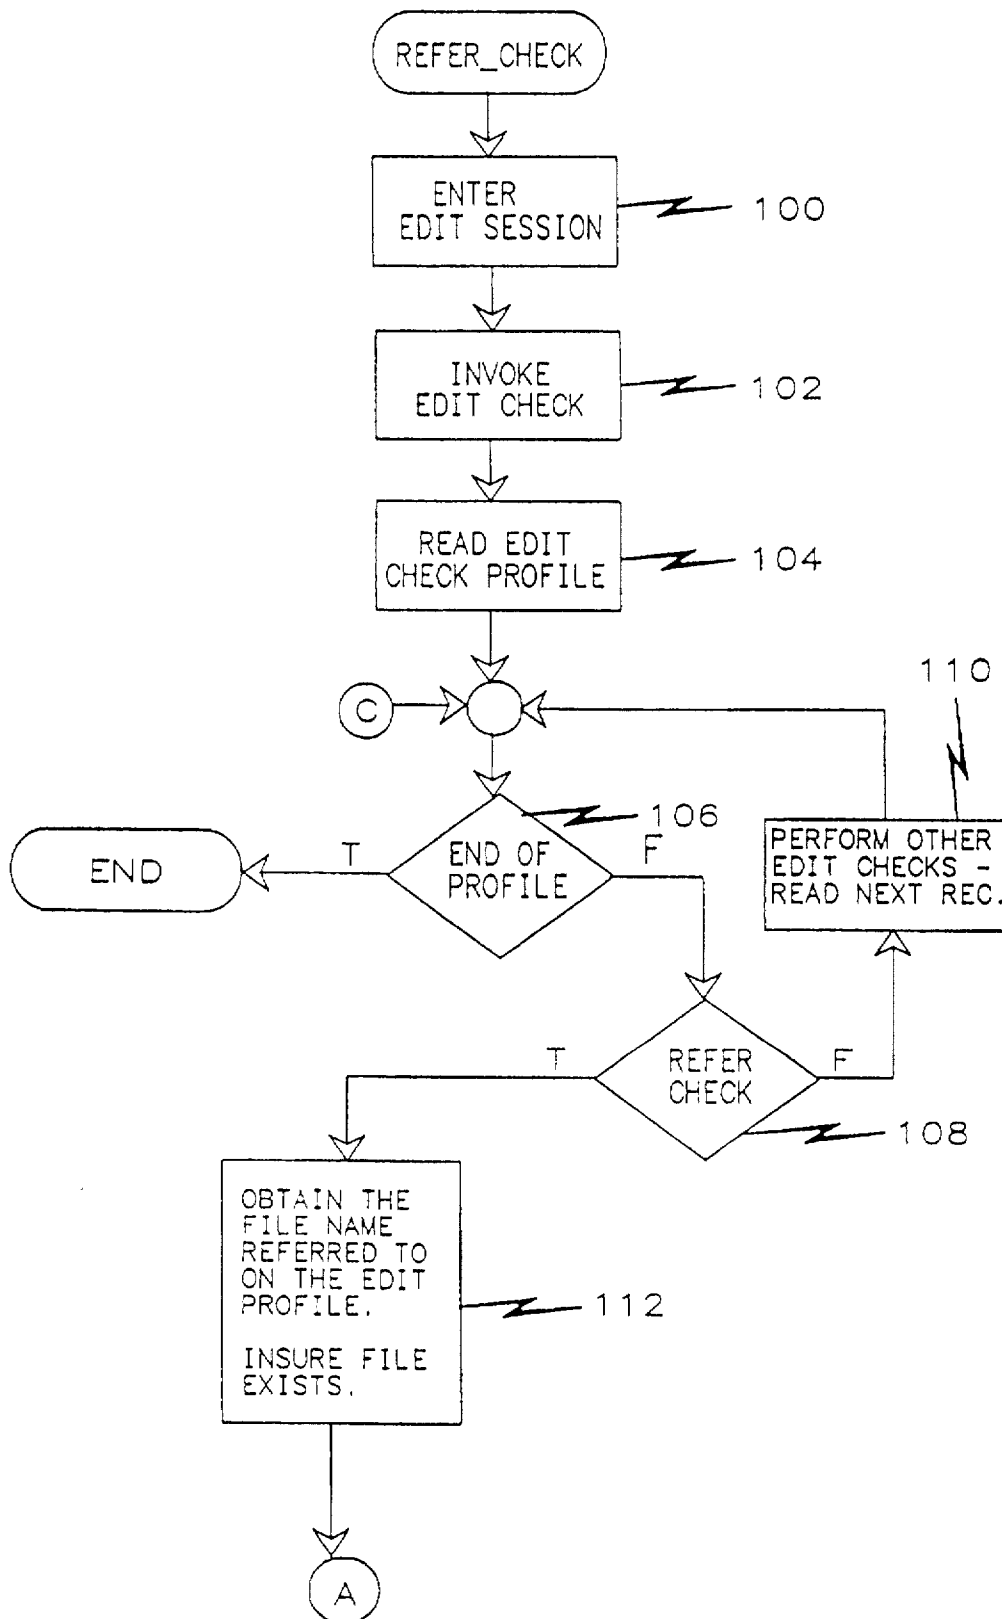 REFER_CHECK
ENTER
EDIT SESSION
100
INVOKE
EDIT CHECK
102
READ EDIT
CHECK PROFILE
104
110
C
106
T
END OF
PROFILE
F
END
PERFORM OTHER
EDIT CHECKS -
READ NEXT REC.
T
REFER
CHECK
F
108
OBTAIN THE
FILE NAME
REFERRED TO
ON THE EDIT
PROFILE.
INSURE FILE
EXISTS.
112
A